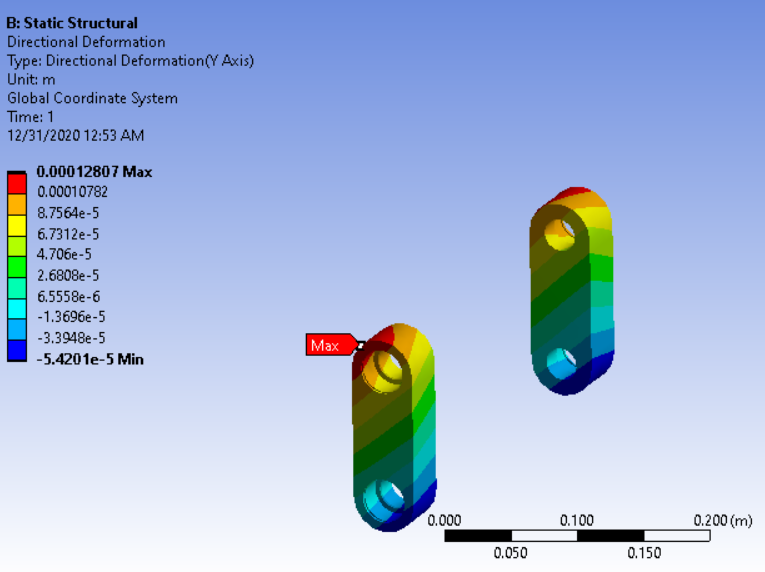 B: Static Structural
Directional Deformation
Type: Directional Deformation(Y Axis)
Unit: m
Global Coordinate System
Time: 1
12/31/2020 12:53 AM
0.00012807 Max
0.00010782
8.7564e-5
6.7312e-5
4.706e-5
2.6808e-5
6.5558e-6
-1.3696e-5
-3.3948e-5
-5.4201e-5 Min
Max
0.000 0.100 0.200 (m)
0.050 0.150